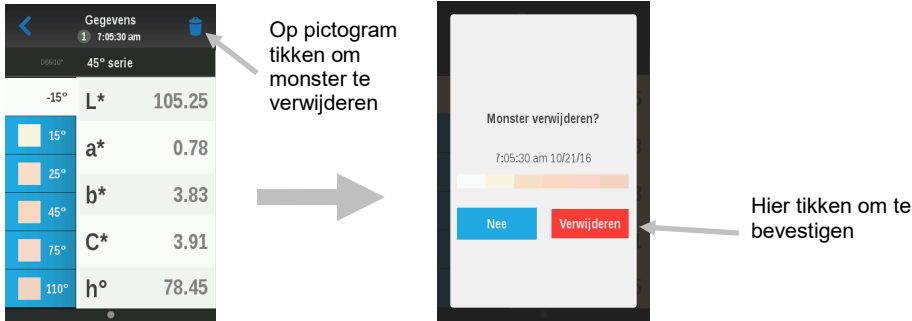 Gegevens
1 7:05:30 am
D65/10°
45° serie
-15°
15°
25°
45°
75°
110°
L* 105.25
a* 0.78
b* 3.83
C* 3.91
h° 78.45
Op pictogram
tikken om
monster te
verwijderen
Monster verwijderen?
7:05:30 am 10/21/16
Nee
Verwijderen
Hier tikken om te
bevestigen